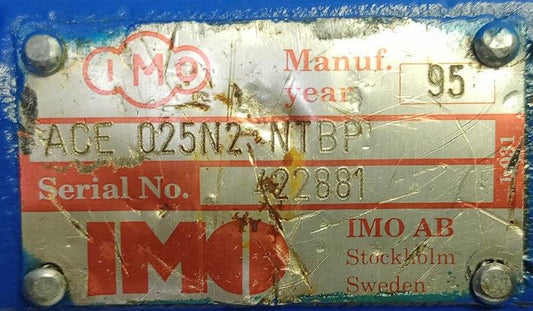 IMO
Manuf.
year 95
ACE 025N2 NTBP
Serial No. 422881
IMO
IMO AB
Stockholm
Sweden